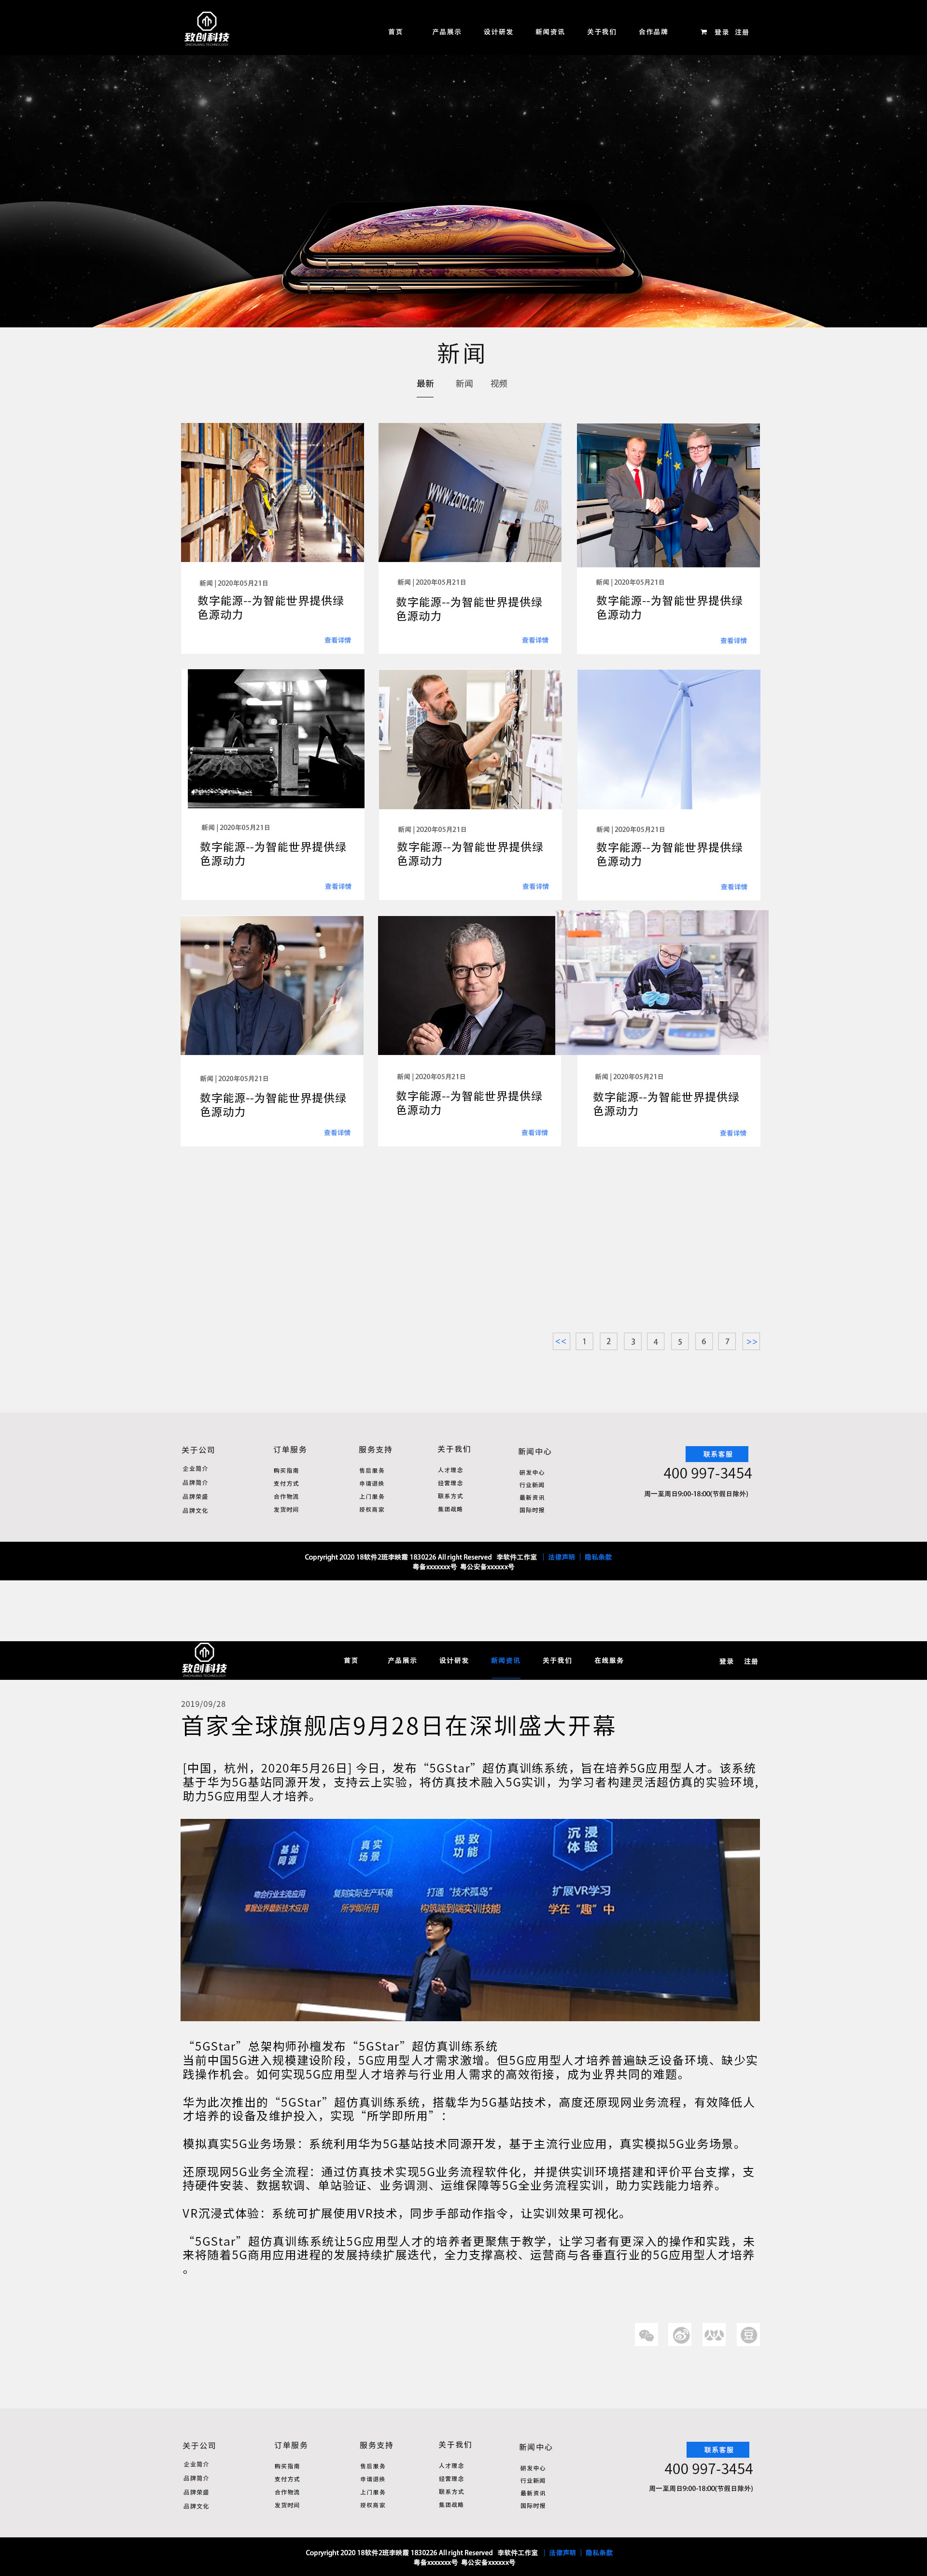 致创科技
ZHICHUANG TECHNOLOGY
首页 产品展示 设计研发 新闻资讯 关于我们 合作品牌 登录 注册
新闻
最新 新闻 视频
www.zara.com
新闻 | 2020年05月21日
数字能源--为智能世界提供绿
色源动力
查看详情
新闻 | 2020年05月21日
数字能源--为智能世界提供绿
色源动力
查看详情
新闻 | 2020年05月21日
数字能源--为智能世界提供绿
色源动力
查看详情
新闻 | 2020年05月21日
数字能源--为智能世界提供绿
色源动力
查看详情
新闻 | 2020年05月21日
数字能源--为智能世界提供绿
色源动力
查看详情
新闻 | 2020年05月21日
数字能源--为智能世界提供绿
色源动力
查看详情
新闻 | 2020年05月21日
数字能源--为智能世界提供绿
色源动力
查看详情
新闻 | 2020年05月21日
数字能源--为智能世界提供绿
色源动力
查看详情
新闻 | 2020年05月21日
数字能源--为智能世界提供绿
色源动力
查看详情
<< 1 2 3 4 5 6 7 >>
关于公司
企业简介
品牌简介
品牌荣盛
品牌文化
订单服务
购买指南
支付方式
合作物流
发货时间
服务支持
售后服务
申请退换
上门服务
授权商家
关于我们
人才理念
经营理念
联系方式
集团战略
新闻中心
研发中心
行业新闻
最新资讯
国际时报
联系客服
400 997-3454
周一至周日9:00-18:00(节假日除外)
Copryright 2020 18软件2班李映霞 1830226 All right Reserved 李软件工作室 | 法律声明 | 隐私条款
粤备xxxxxxx号 粤公安备xxxxxx号
致创科技
ZHICHUANG TECHNOLOGY
首页 产品展示 设计研发 新闻资讯 关于我们 在线服务 登录 注册
2019/09/28
首家全球旗舰店9月28日在深圳盛大开幕
[中国，杭州，2020年5月26日] 今日，发布“5GStar”超仿真训练系统，旨在培养5G应用型人才。该系统
基于华为5G基站同源开发，支持云上实验，将仿真技术融入5G实训，为学习者构建灵活超仿真的实验环境,
助力5G应用型人才培养。
基站
同源
真实
场景
极致
功能
沉浸
体验
吻合行业主流应用
掌握业界最新技术应用
复刻实际生产环境
所学即所用
打通“技术孤岛”
构筑端到端实训技能
扩展VR学习
学在“趣”中
“5GStar”总架构师孙檀发布“5GStar”超仿真训练系统
当前中国5G进入规模建设阶段，5G应用型人才需求激增。但5G应用型人才培养普遍缺乏设备环境、缺少实
践操作机会。如何实现5G应用型人才培养与行业用人需求的高效衔接，成为业界共同的难题。
华为此次推出的“5GStar”超仿真训练系统，搭载华为5G基站技术，高度还原现网业务流程，有效降低人
才培养的设备及维护投入，实现“所学即所用”：
模拟真实5G业务场景：系统利用华为5G基站技术同源开发，基于主流行业应用，真实模拟5G业务场景。
还原现网5G业务全流程：通过仿真技术实现5G业务流程软件化，并提供实训环境搭建和评价平台支撑，支
持硬件安装、数据软调、单站验证、业务调测、运维保障等5G全业务流程实训，助力实践能力培养。
VR沉浸式体验：系统可扩展使用VR技术，同步手部动作指令，让实训效果可视化。
“5GStar”超仿真训练系统让5G应用型人才的培养者更聚焦于教学，让学习者有更深入的操作和实践，未
来将随着5G商用应用进程的发展持续扩展迭代，全力支撑高校、运营商与各垂直行业的5G应用型人才培养
。
豆
关于公司
企业简介
品牌简介
品牌荣盛
品牌文化
订单服务
购买指南
支付方式
合作物流
发货时间
服务支持
售后服务
申请退换
上门服务
授权商家
关于我们
人才理念
经营理念
联系方式
集团战略
新闻中心
研发中心
行业新闻
最新资讯
国际时报
联系客服
400 997-3454
周一至周日9:00-18:00(节假日除外)
Copryright 2020 18软件2班李映霞 1830226 All right Reserved 李软件工作室 | 法律声明 | 隐私条款
粤备xxxxxxx号 粤公安备xxxxxx号